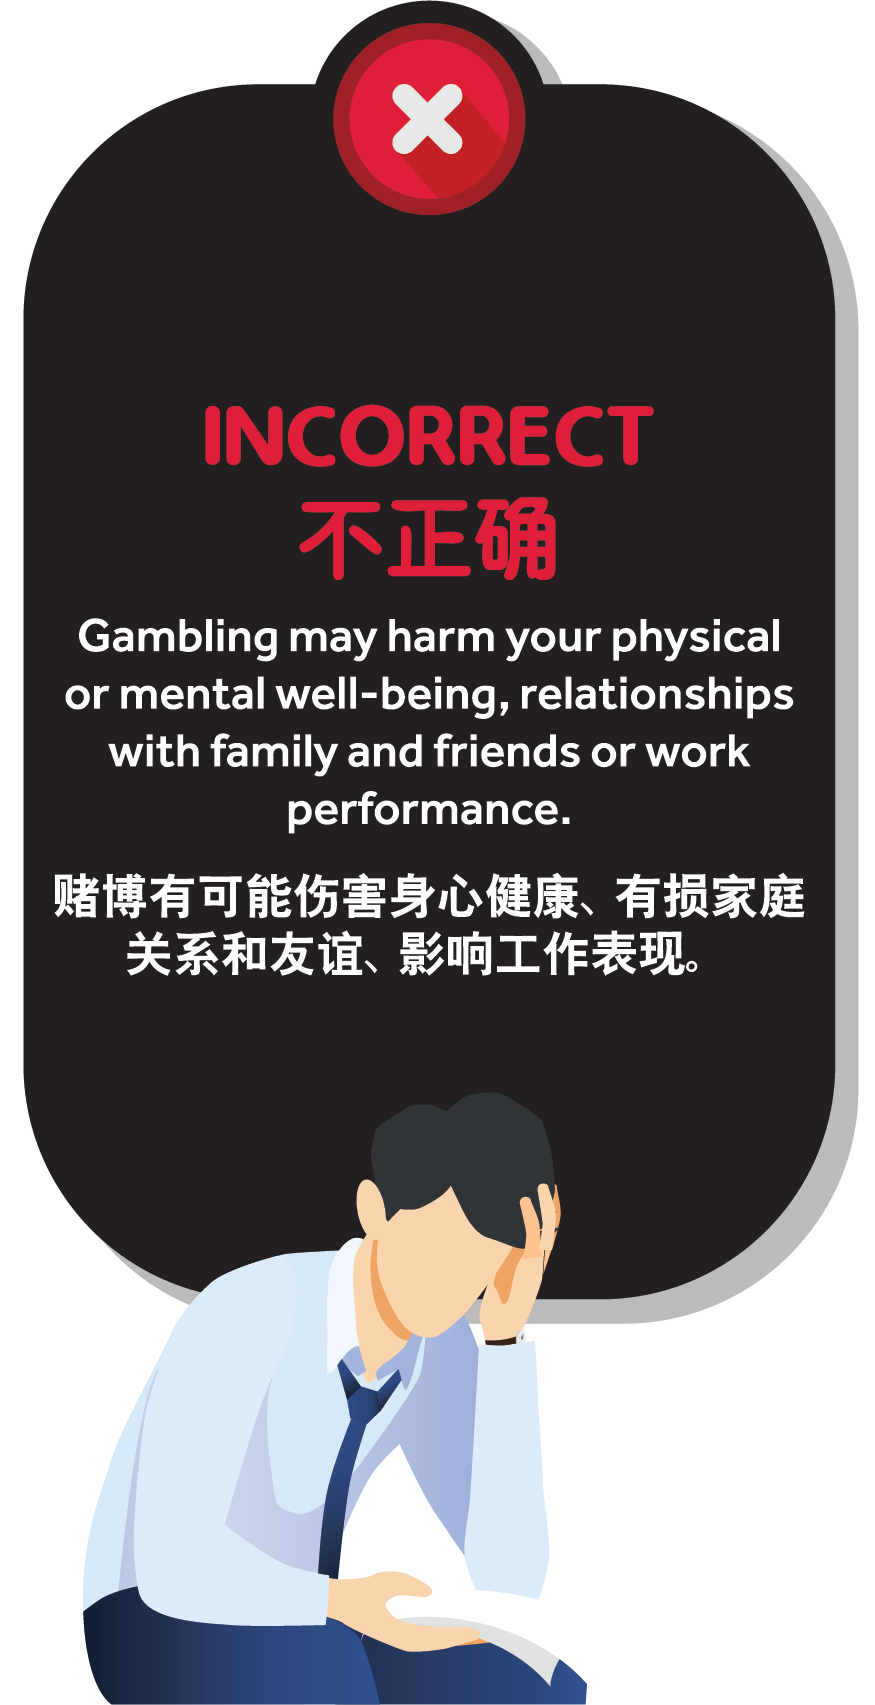 INCORRECT
不正确
Gambling may harm your physical
or mental well-being, relationships
with family and friends or work
performance.
赌博有可能伤害身心健康、有损家庭
关系和友谊、影响工作表现。